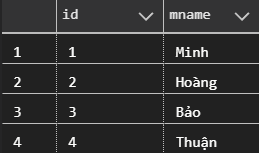 id mname
1 1 Minh
2 2 Hoàng
3 3 Bảo
4 4 Thuận